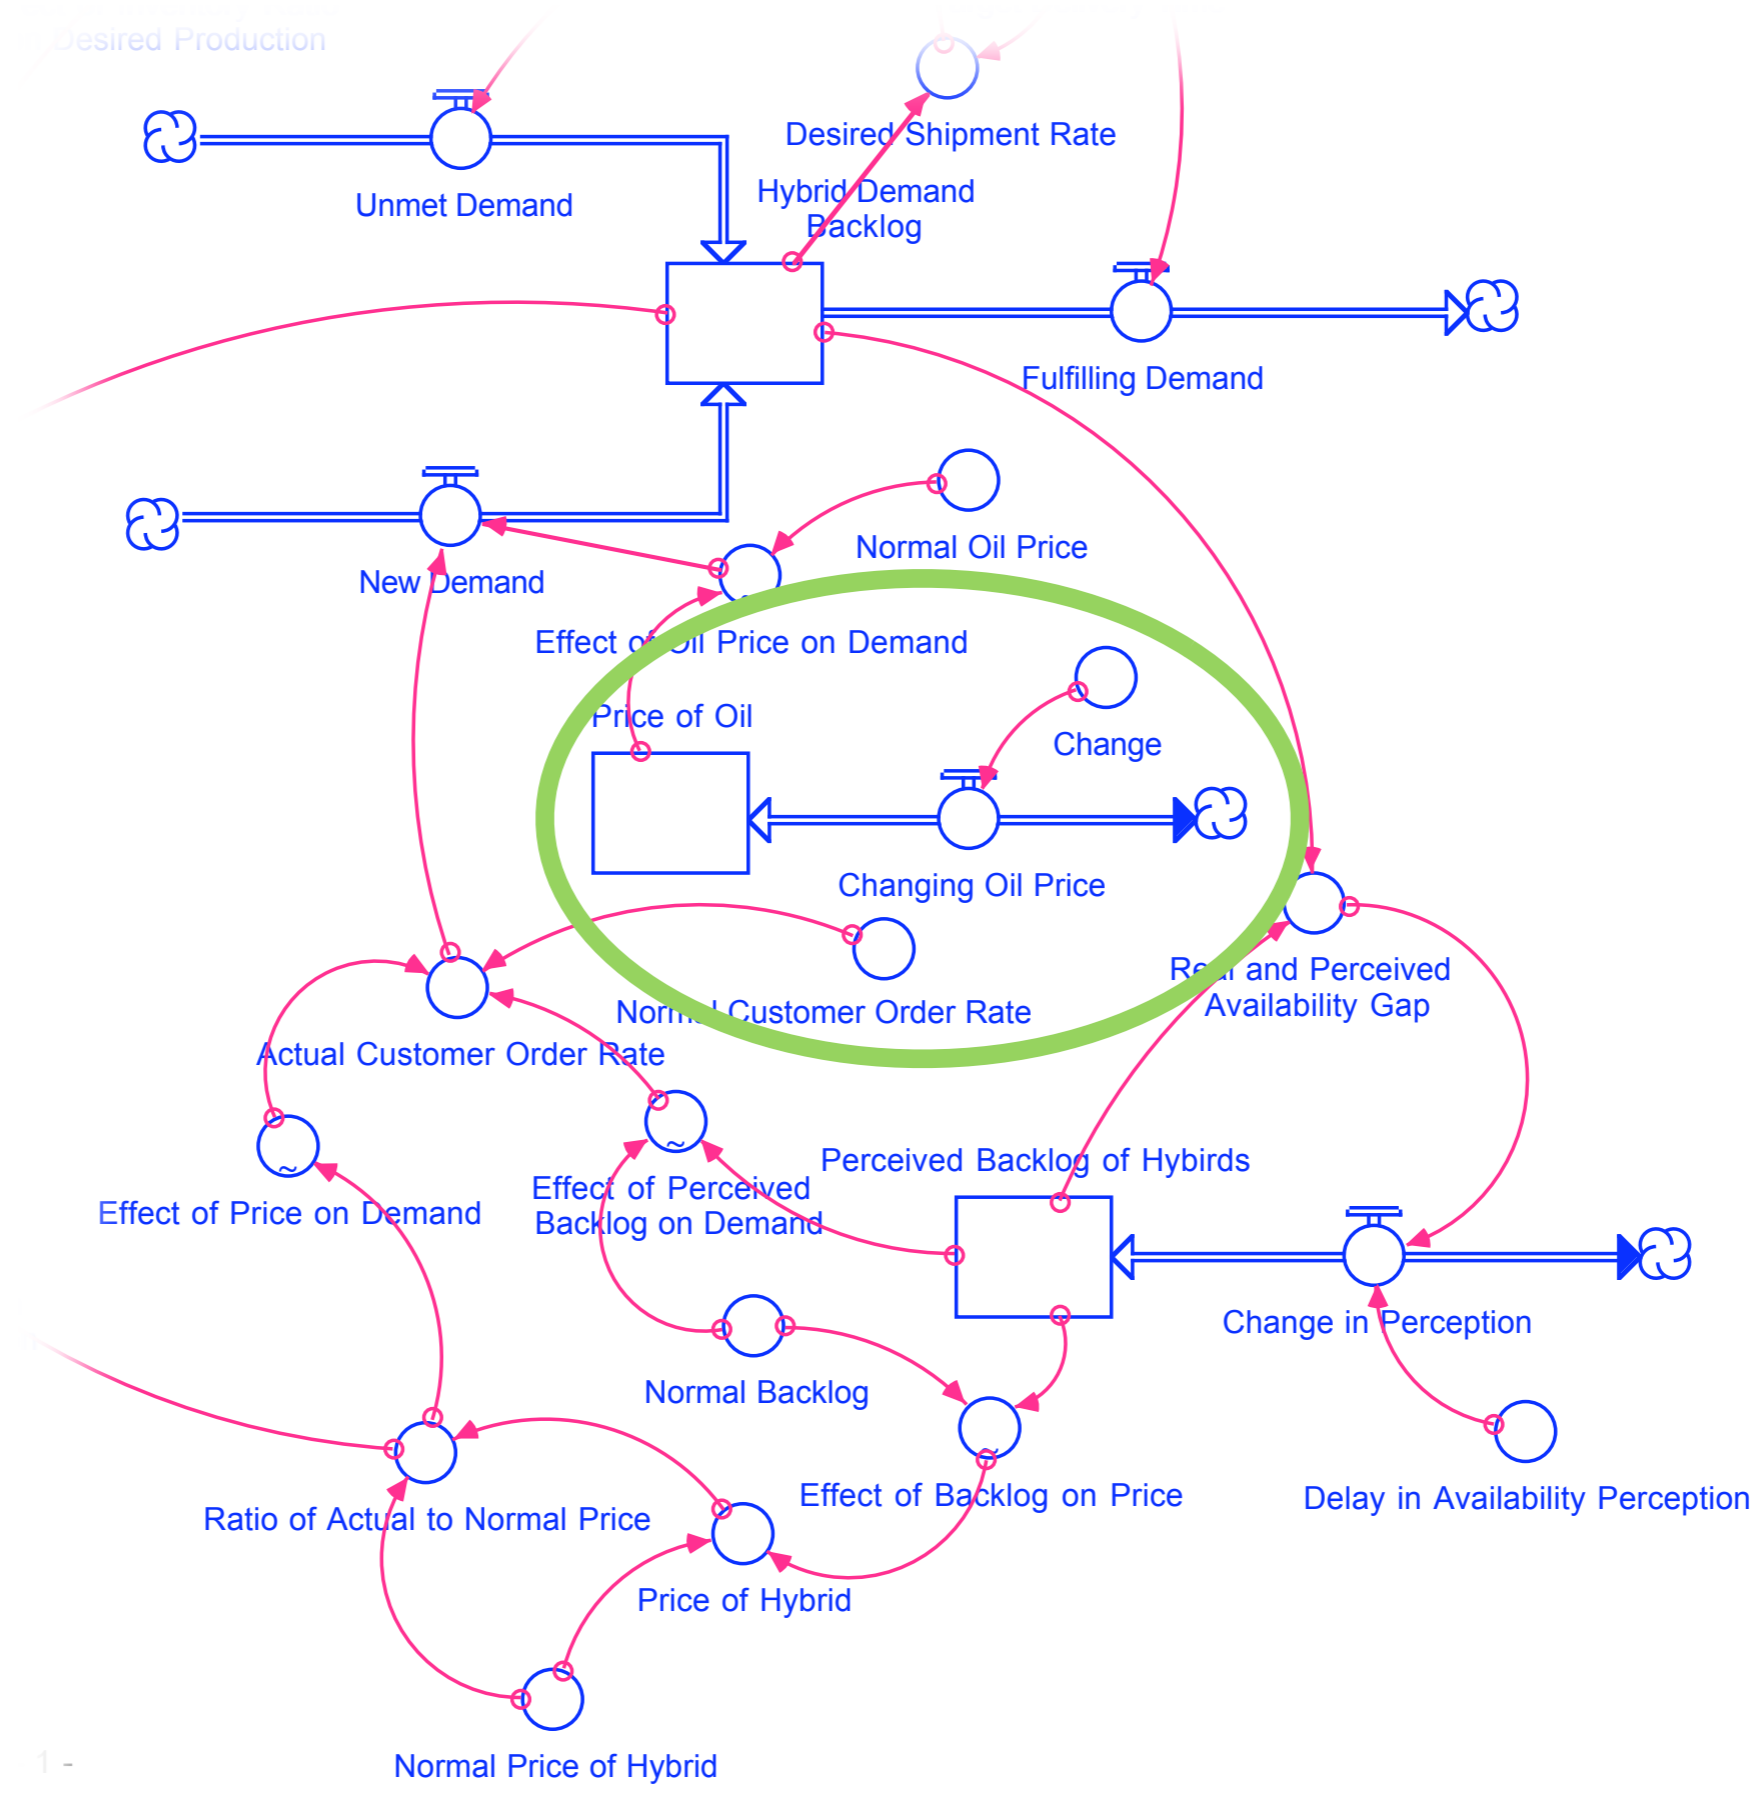 Desired Production
Desired Shipment Rate
Unmet Demand
Hybrid Demand
Backlog
Fulfilling Demand
Normal Oil Price
New Demand
Effect of Oil Price on Demand
Price of Oil
Change
Changing Oil Price
Real and Perceived
Availability Gap
Normal Customer Order Rate
Actual Customer Order Rate
Perceived Backlog of Hybirds
Effect of Perceived
Backlog on Demand
Effect of Price on Demand
Change in Perception
Normal Backlog
Effect of Backlog on Price
Delay in Availability Perception
Ratio of Actual to Normal Price
Price of Hybrid
Normal Price of Hybrid
1 -